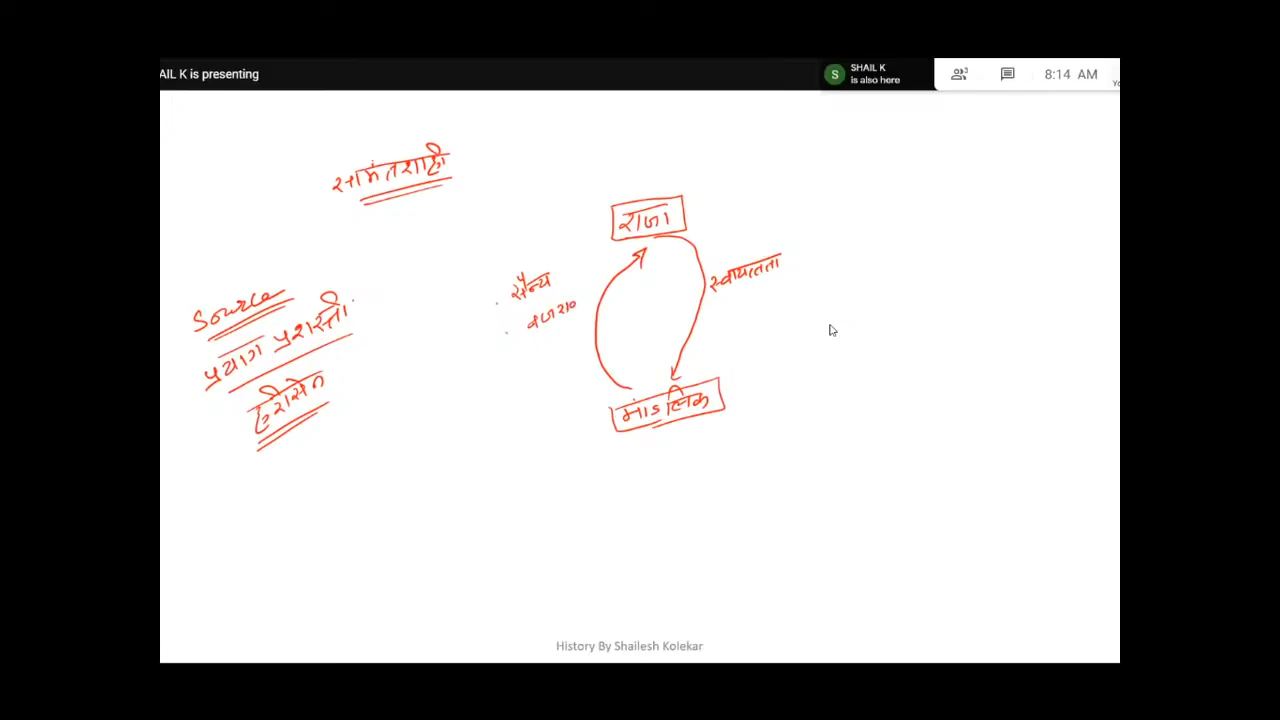 AIL K is presenting
S
SHAIL K
is also here
3
8:14 AM
सामंतशाही
राजा
स्वायत्तता
सैन्य
Source
प्रयाग प्रशस्ती
हरीसेन
मांडलिक
History By Shailesh Kolekar